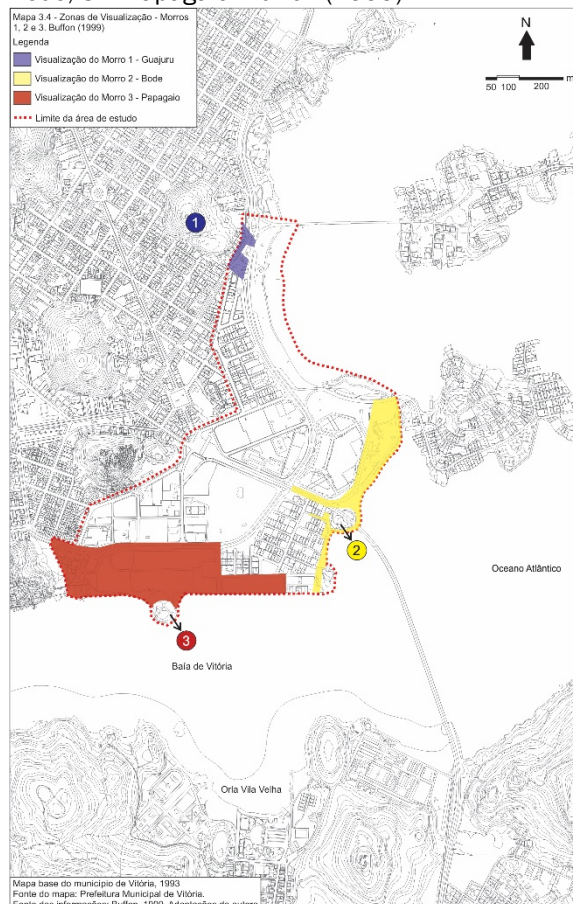 Mapa 3.4 - Zonas de Visualização - Morros
1, 2 e 3. Buffon (1999)
Legenda
Visualização do Morro 1 - Guajuru
Visualização do Morro 2 - Bode
Visualização do Morro 3 - Papagaio
Limite da área de estudo
N
50 100 200 m
1
2
Oceano Atlântico
3
Baía de Vitória
Orla Vila Velha
Mapa base do município de Vitória, 1993
Fonte do mapa: Prefeitura Municipal de Vitória.